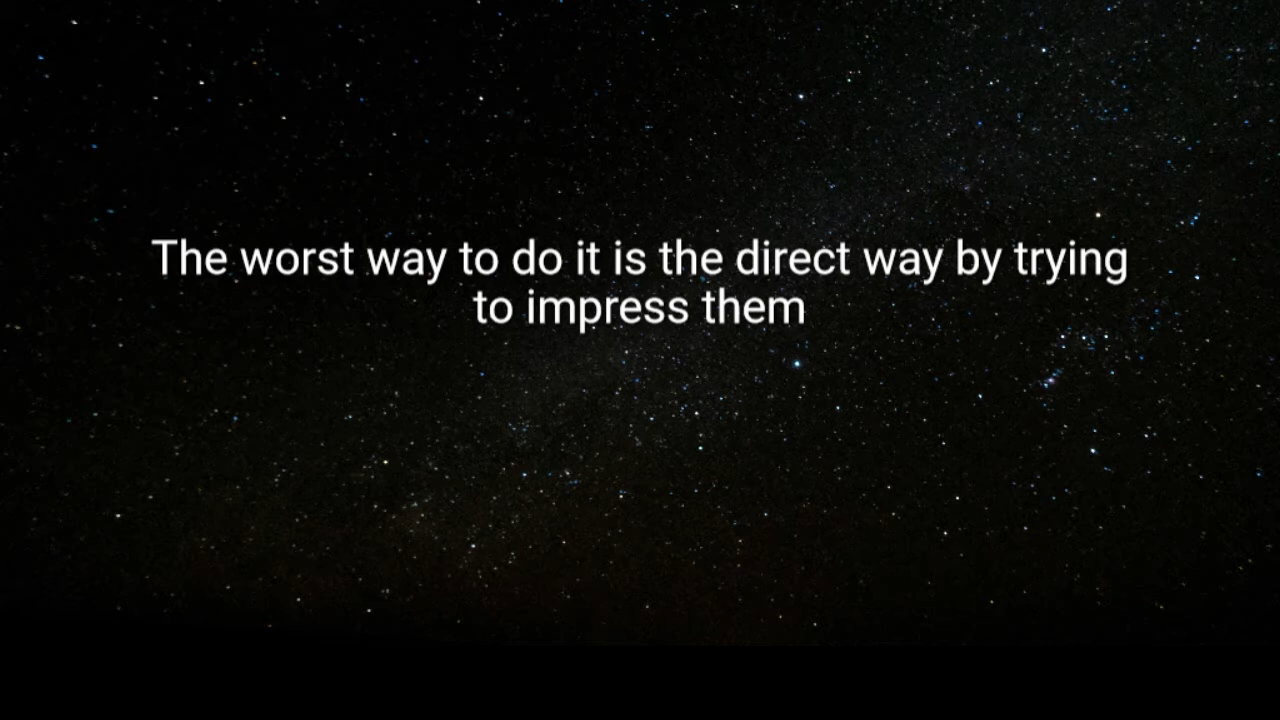 The worst way to do it is the direct way by trying
to impress them